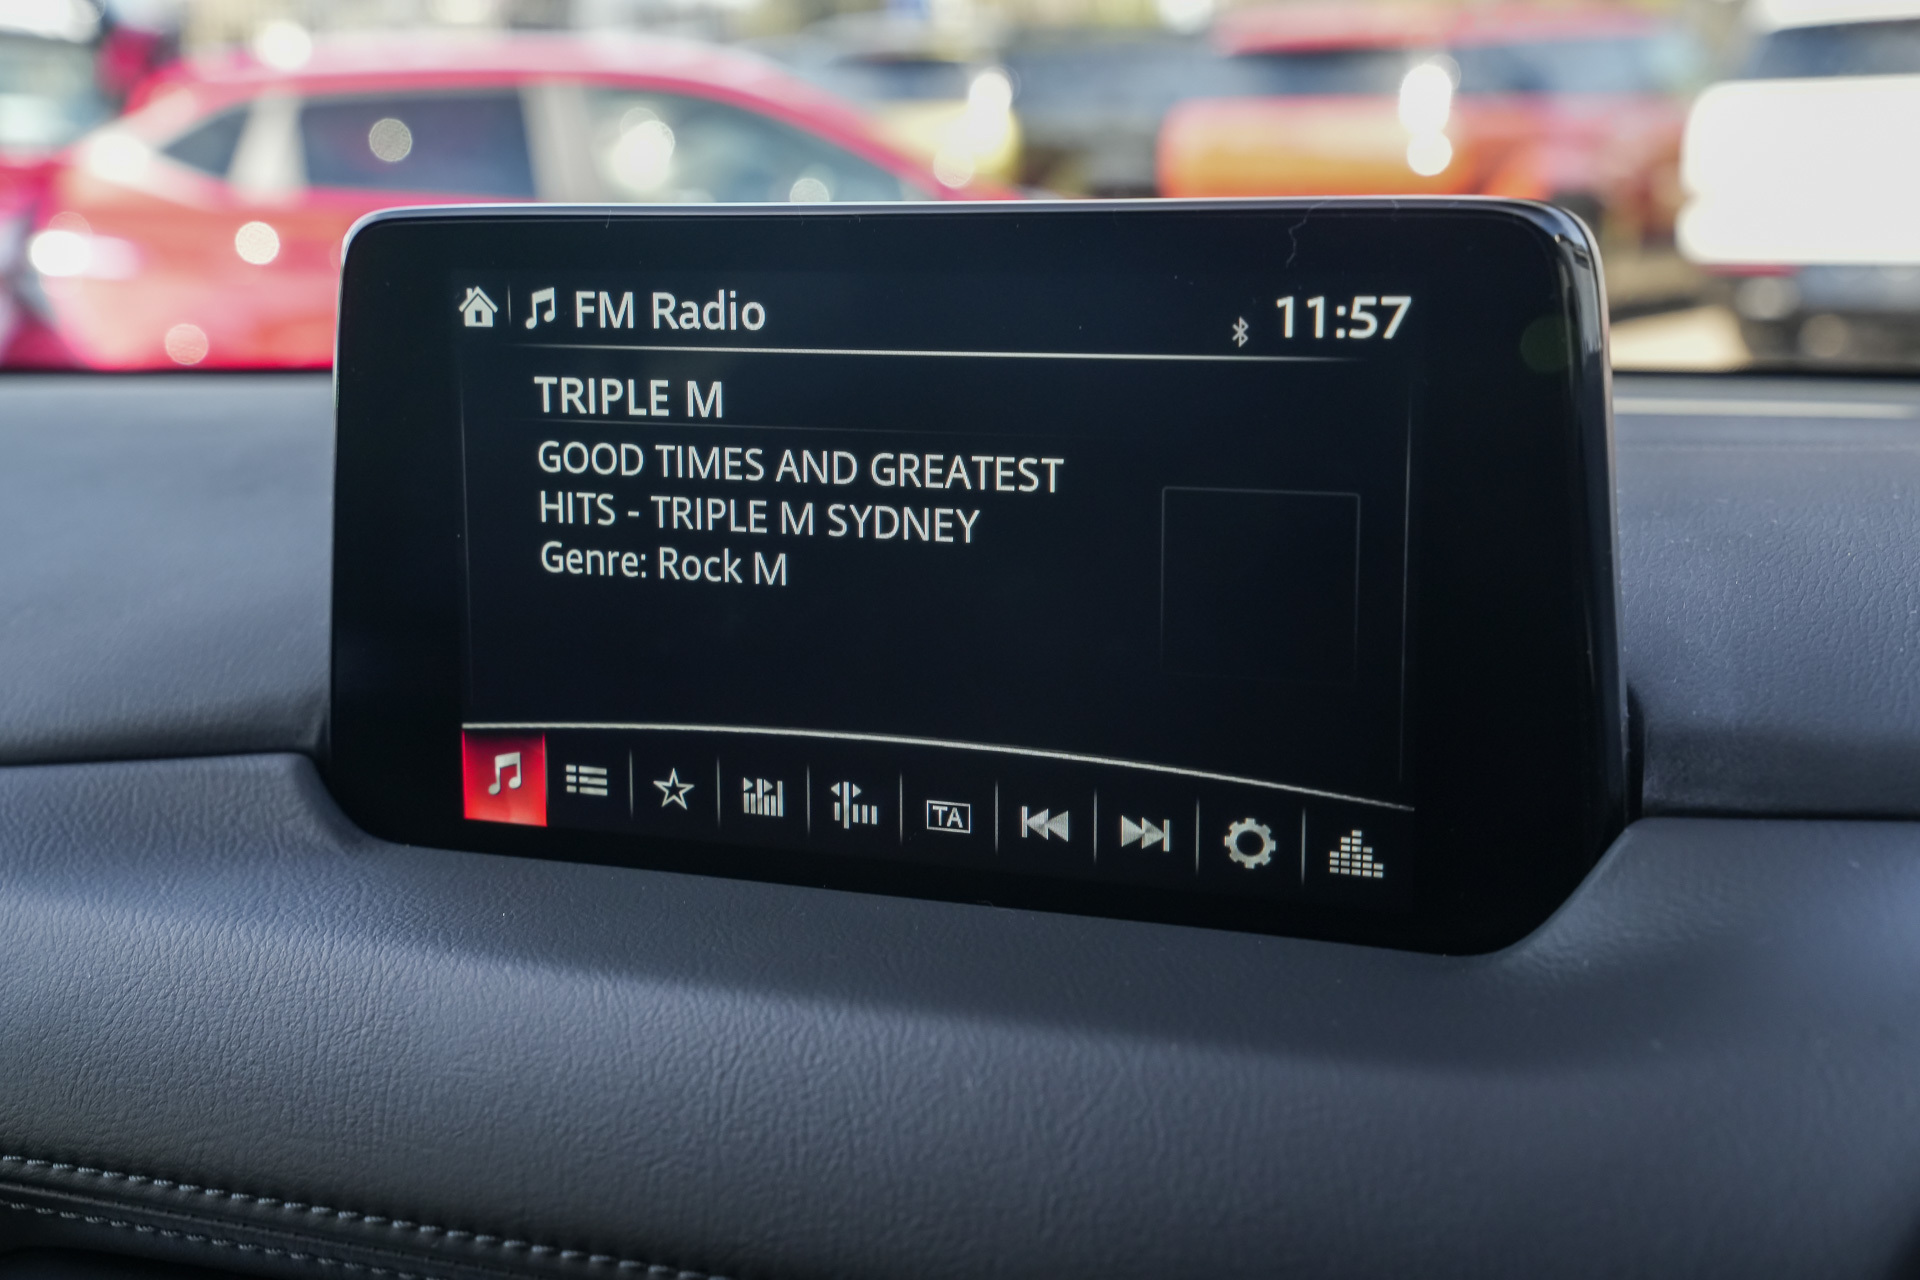 FM Radio
11:57
TRIPLE M
GOOD TIMES AND GREATEST
HITS - TRIPLE M SYDNEY
Genre: Rock M
TA